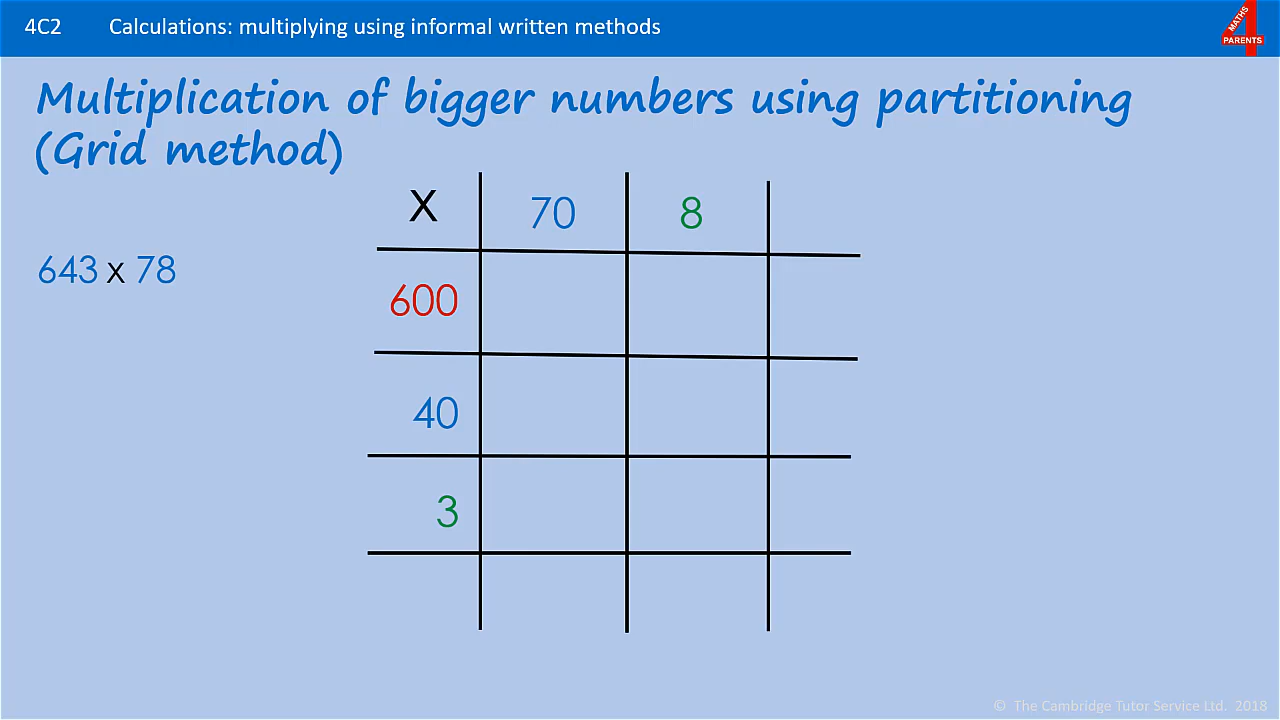 4C2 Calculations: multiplying using informal written methods
MATHS
4
PARENTS
Multiplication of bigger numbers using partitioning
(Grid method)
X 70 8
643 x 78
600
40
3
© The Cambridge Tutor Service Ltd. 2018